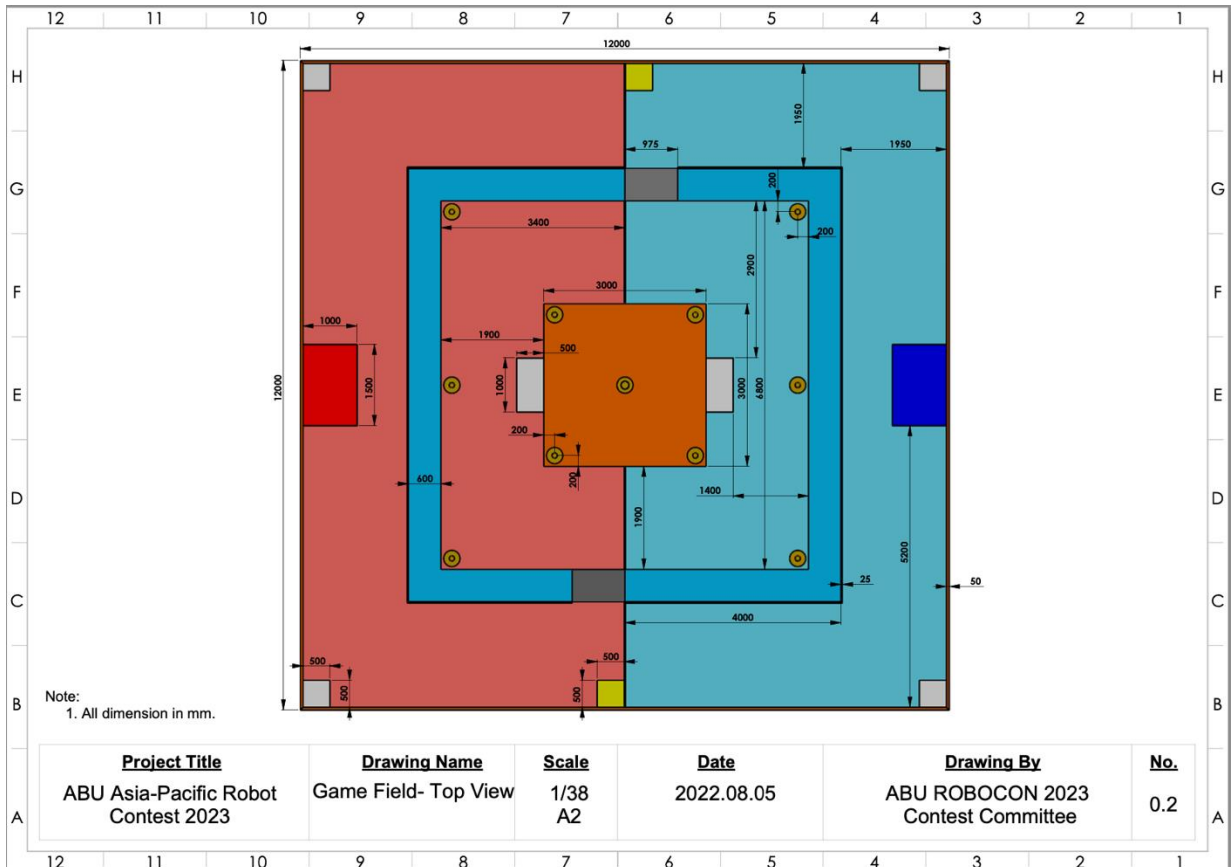 12 11 10 9 8 7 6 5 4 3 2 1
H H
G G
F F
E E
D D
C C
B B
A A
12000
12000
1950
975
1950
200
3400
200
2900
3000
1000
1900
500
1500
1000
3000
6800
200
200
600
1400
1900
5200
25
50
4000
500
500
500
500
Note:
1. All dimension in mm.
Project Title
ABU Asia-Pacific Robot
Contest 2023
Drawing Name
Game Field- Top View
Scale
1/38
A2
Date
2022.08.05
Drawing By
ABU ROBOCON 2023
Contest Committee
No.
0.2
12 11 10 9 8 7 6 5 4 3 2 1